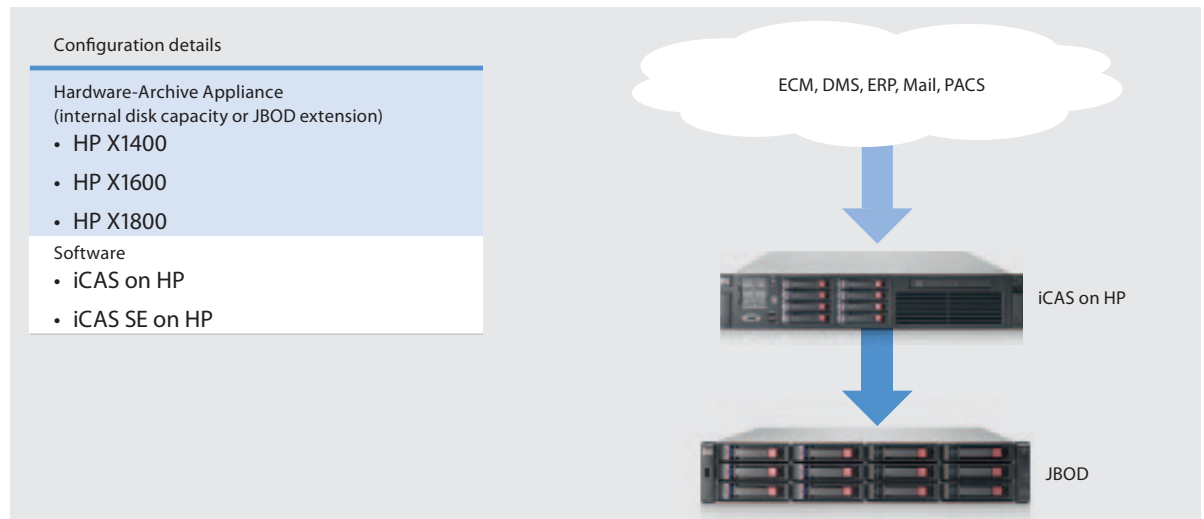 Configuration details
Hardware-Archive Appliance
(internal disk capacity or JBOD extension)
• HP X1400
• HP X1600
• HP X1800
Software
• iCAS on HP
• iCAS SE on HP
ECM, DMS, ERP, Mail, PACS
iCAS on HP
JBOD